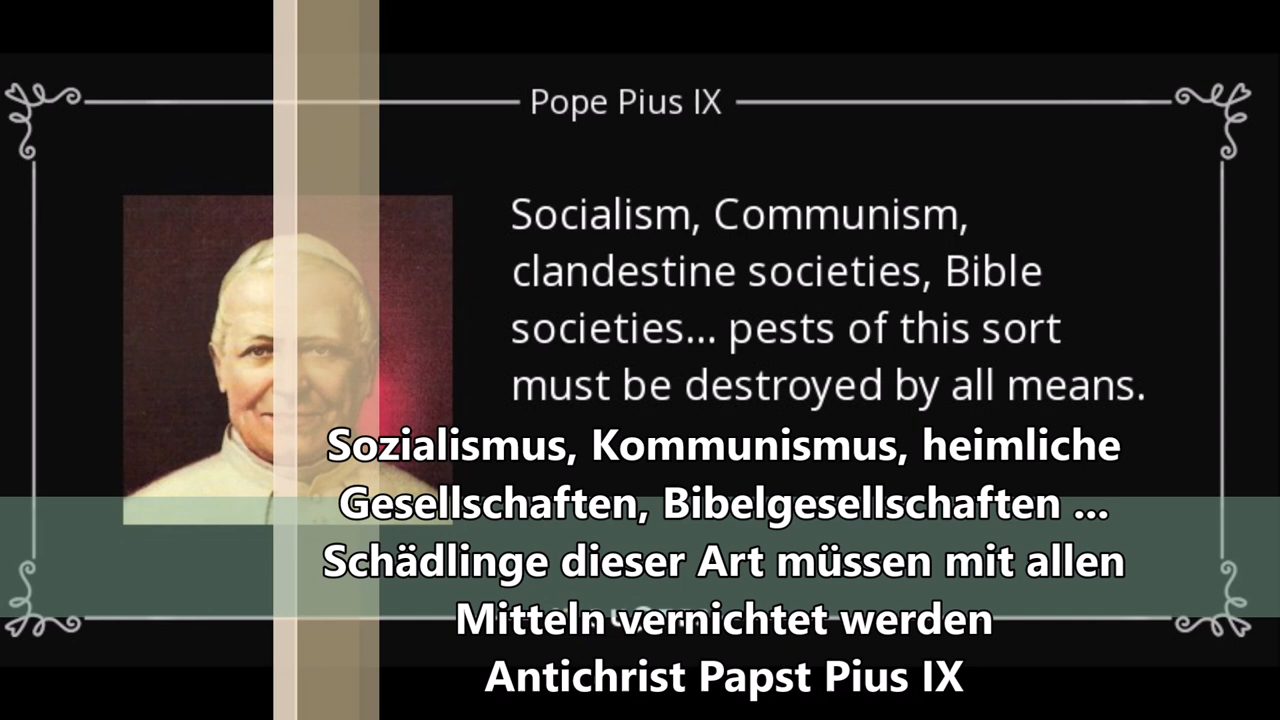 Pope Pius IX
Socialism, Communism,
clandestine societies, Bible
societies... pests of this sort
must be destroyed by all means.
Sozialismus, Kommunismus, heimliche
Gesellschaften, Bibelgesellschaften ...
Schädlinge dieser Art müssen mit allen
Mitteln vernichtet werden
Antichrist Papst Pius IX